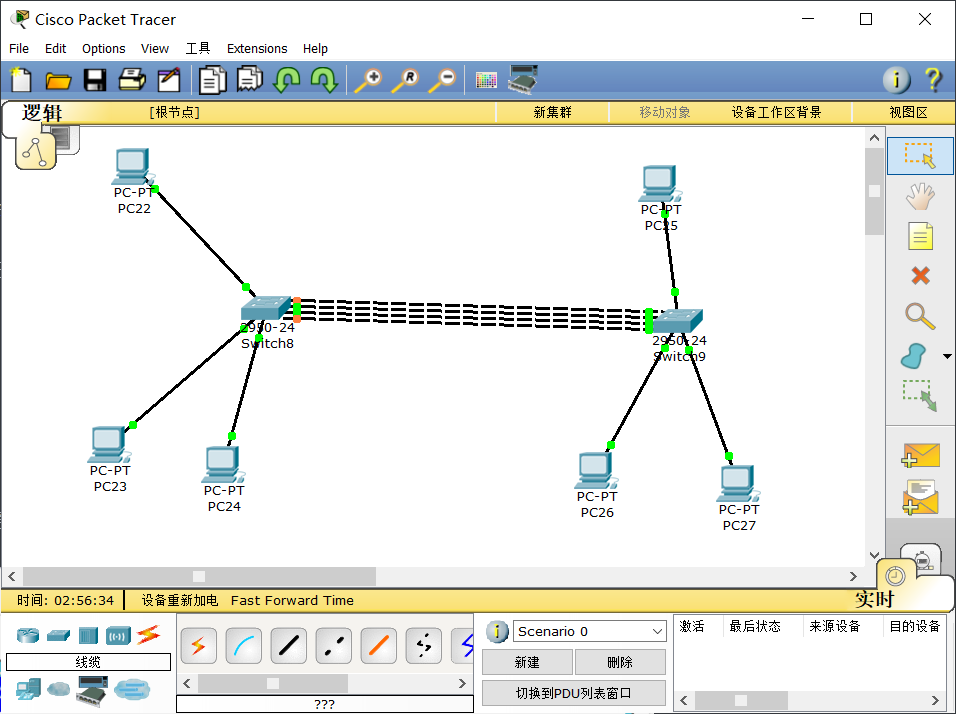 Cisco Packet Tracer
File Edit Options View 工具 Extensions Help
逻辑 [根节点] 新集群 移动对象 设备工作区背景 视图区
PC-PT
PC22
PC-PT
PC25
2950-24
Switch8
2950-24
Switch9
PC-PT
PC23
PC-PT
PC24
PC-PT
PC26
PC-PT
PC27
时间: 02:56:34 设备重新加电 Fast Forward Time 实时
线缆
???
Scenario 0
新建 删除
切换到PDU列表窗口
激活 最后状态 来源设备 目的设备